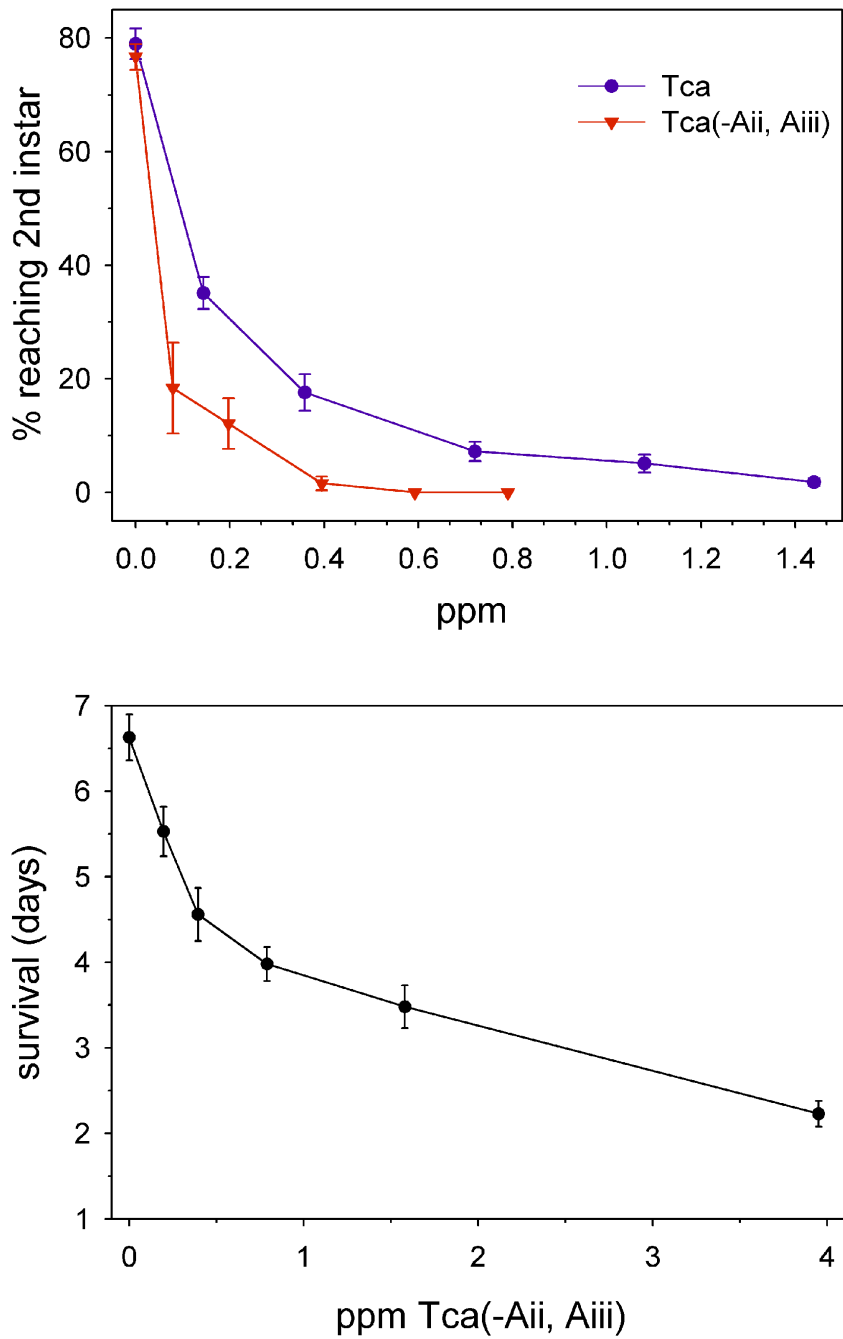 % reaching 2nd instar
80
60
40
20
0
Tca
Tca(-Aii, Aiii)
0.0 0.2 0.4 0.6 0.8 1.0 1.2 1.4
ppm
survival (days)
7
6
5
4
3
2
1
0 1 2 3 4
ppm Tca(-Aii, Aiii)